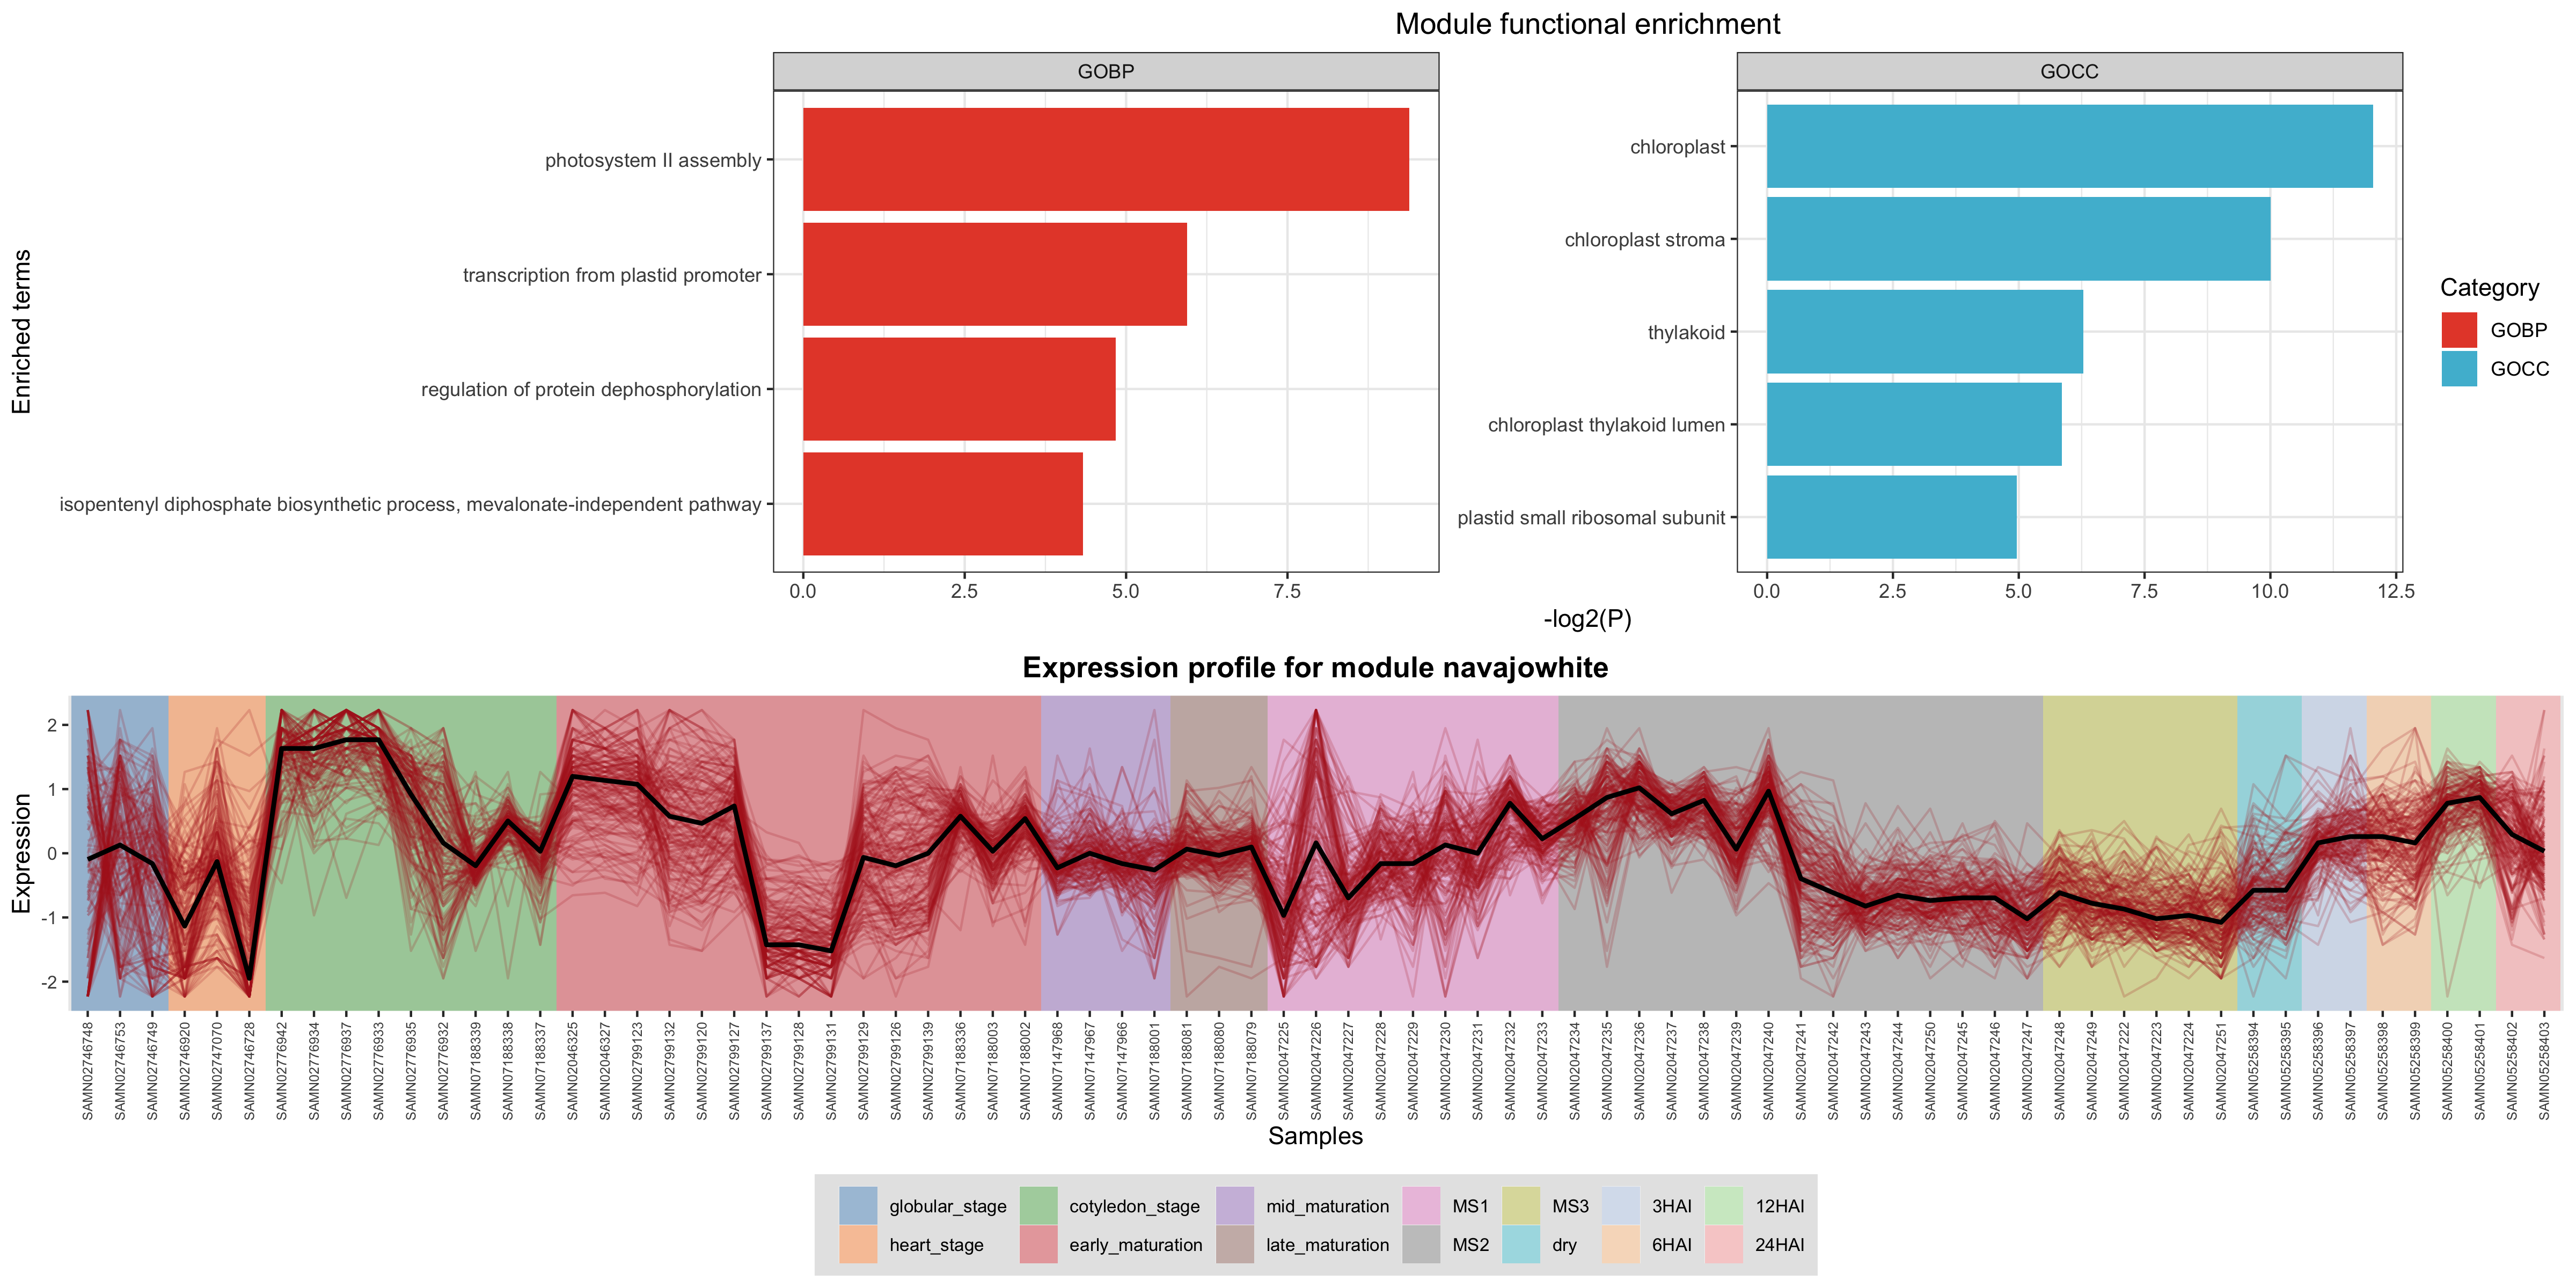 Module functional enrichment
GOBP
GOCC
Enriched terms
photosystem II assembly
transcription from plastid promoter
regulation of protein dephosphorylation
isopentenyl diphosphate biosynthetic process, mevalonate-independent pathway
0.0 2.5 5.0 7.5
chloroplast
chloroplast stroma
thylakoid
chloroplast thylakoid lumen
plastid small ribosomal subunit
0.0 2.5 5.0 7.5 10.0 12.5
-log2(P)
Category
GOBP
GOCC
Expression profile for module navajowhite
Expression
2
1
0
-1
-2
SAMN02746748
SAMN02746753
SAMN02746749
SAMN02746920
SAMN02747070
SAMN02746728
SAMN02776942
SAMN02776934
SAMN02776937
SAMN02776933
SAMN02776935
SAMN02776932
SAMN07188339
SAMN07188338
SAMN07188337
SAMN02046325
SAMN02046327
SAMN02799123
SAMN02799132
SAMN02799120
SAMN02799127
SAMN02799137
SAMN02799128
SAMN02799131
SAMN02799129
SAMN02799126
SAMN02799139
SAMN07188336
SAMN07188003
SAMN07188002
SAMN07147968
SAMN07147967
SAMN07147966
SAMN07188001
SAMN07188081
SAMN07188080
SAMN07188079
SAMN02047225
SAMN02047226
SAMN02047227
SAMN02047228
SAMN02047229
SAMN02047230
SAMN02047231
SAMN02047232
SAMN02047233
SAMN02047234
SAMN02047235
SAMN02047236
SAMN02047237
SAMN02047238
SAMN02047239
SAMN02047240
SAMN02047241
SAMN02047242
SAMN02047243
SAMN02047244
SAMN02047250
SAMN02047245
SAMN02047246
SAMN02047247
SAMN02047248
SAMN02047249
SAMN02047222
SAMN02047223
SAMN02047224
SAMN02047251
SAMN05258394
SAMN05258395
SAMN05258396
SAMN05258397
SAMN05258398
SAMN05258399
SAMN05258400
SAMN05258401
SAMN05258402
SAMN05258403
Samples
globular_stage cotyledon_stage mid_maturation MS1 MS3 3HAI 12HAI
heart_stage early_maturation late_maturation MS2 dry 6HAI 24HAI